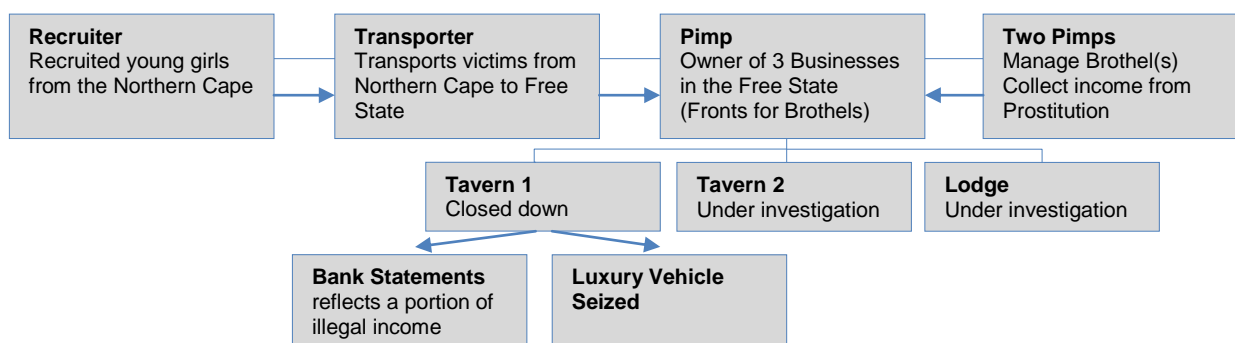 Recruiter
Recruited young girls
from the Northern Cape
Transporter
Transports victims from
Northern Cape to Free
State
Pimp
Owner of 3 Businesses
in the Free State
(Fronts for Brothels)
Two Pimps
Manage Brothel(s)
Collect income from
Prostitution
Tavern 1
Closed down
Tavern 2
Under investigation
Lodge
Under investigation
Bank Statements
reflects a portion of
illegal income
Luxury Vehicle
Seized